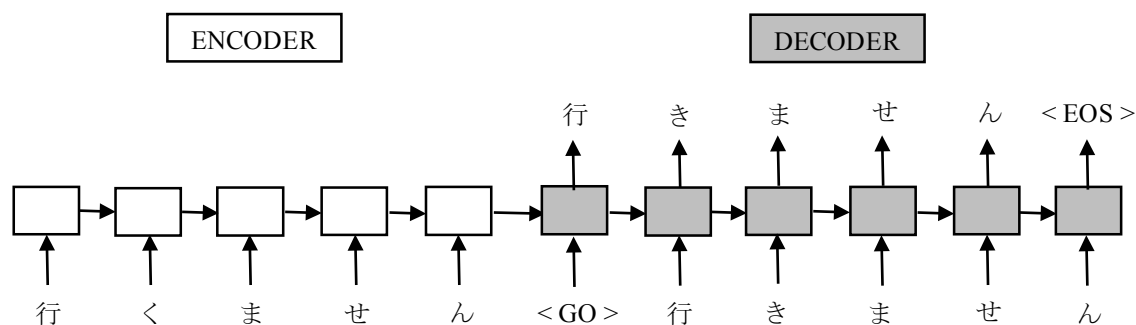 ENCODER DECODER
行 き ま せ ん < EOS >
行 く ま せ ん < GO > 行 き ま せ ん